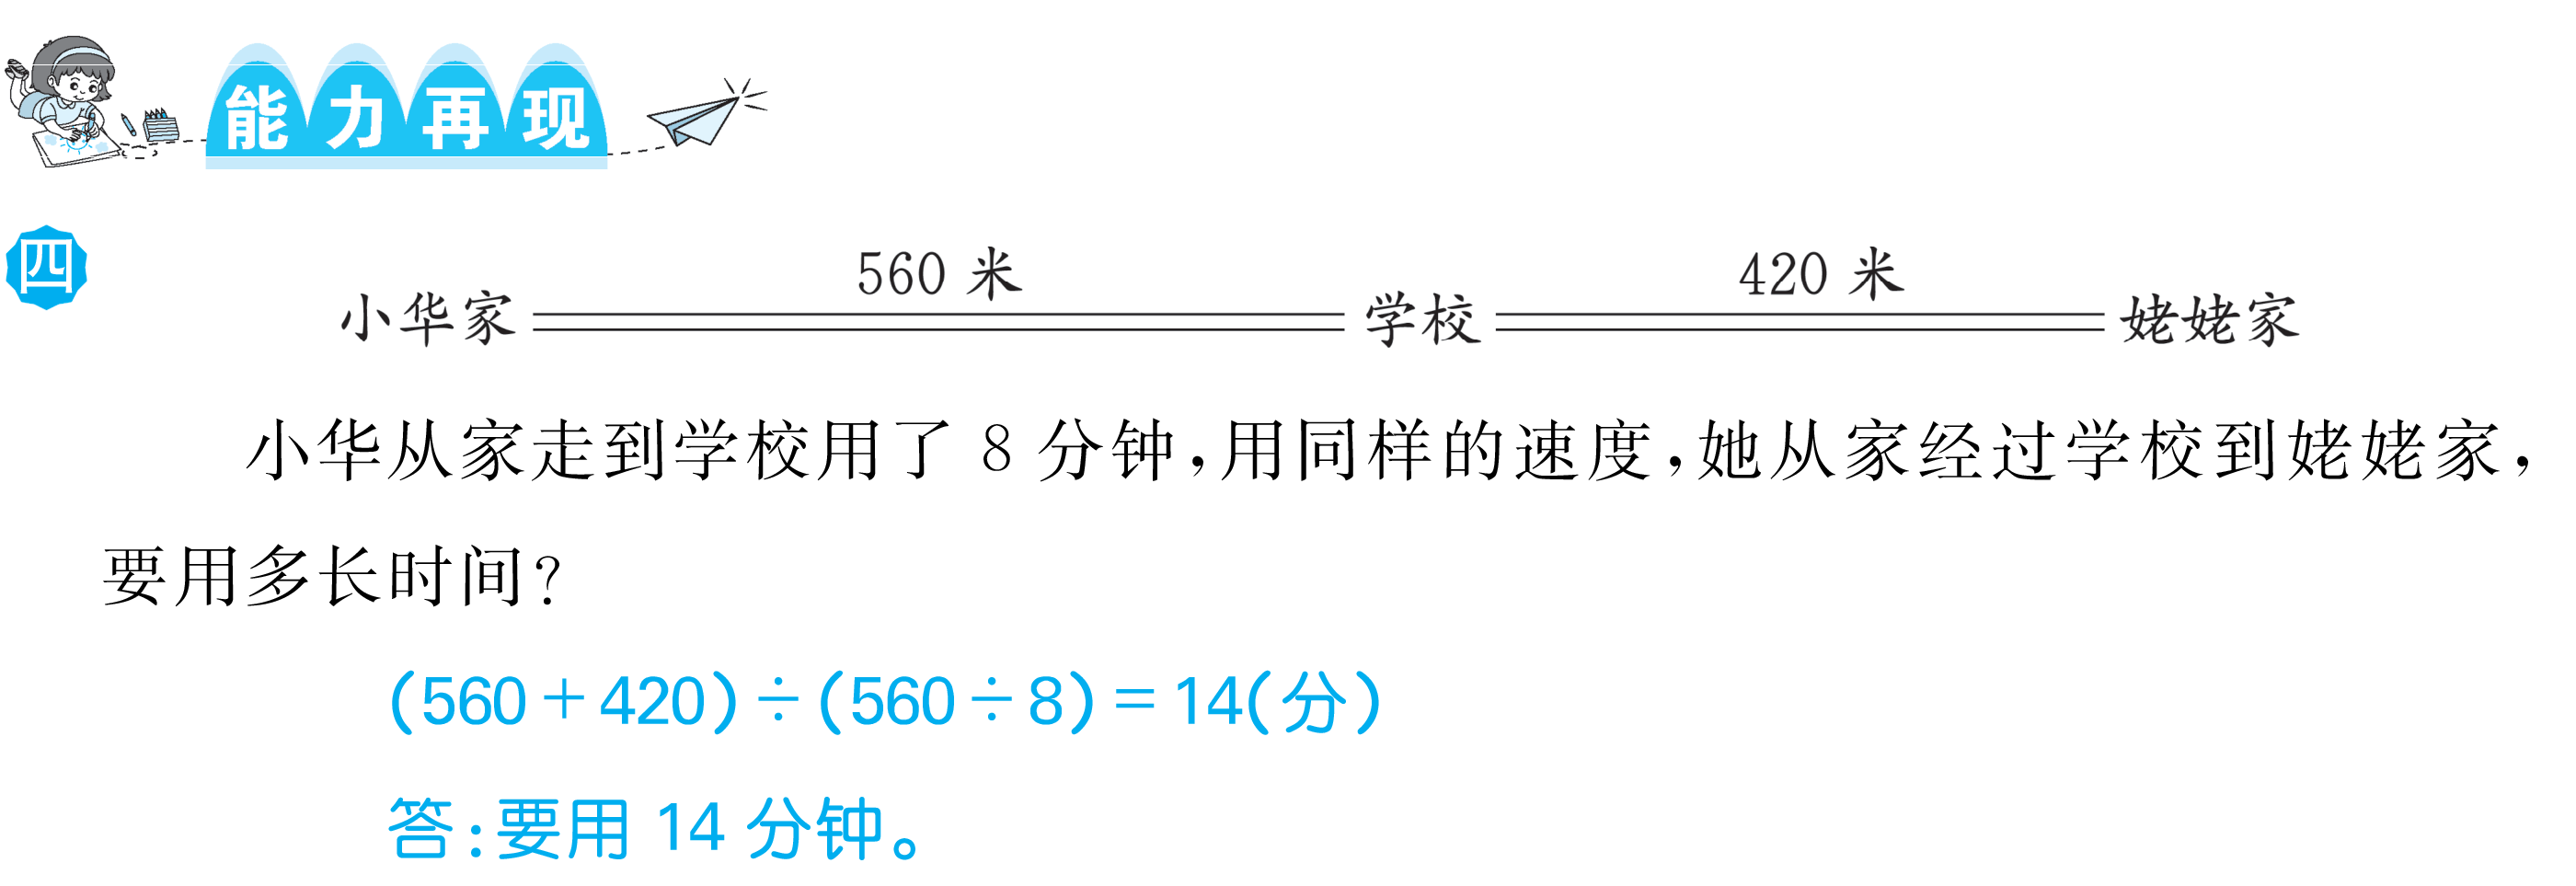 能力再现
四
560 米 420 米
小华家 学校 姥姥家
小华从家走到学校用了 8 分钟,用同样的速度,她从家经过学校到姥姥家,
要用多长时间?
(560+420)÷(560÷8)=14(分)
答:要用 14 分钟。